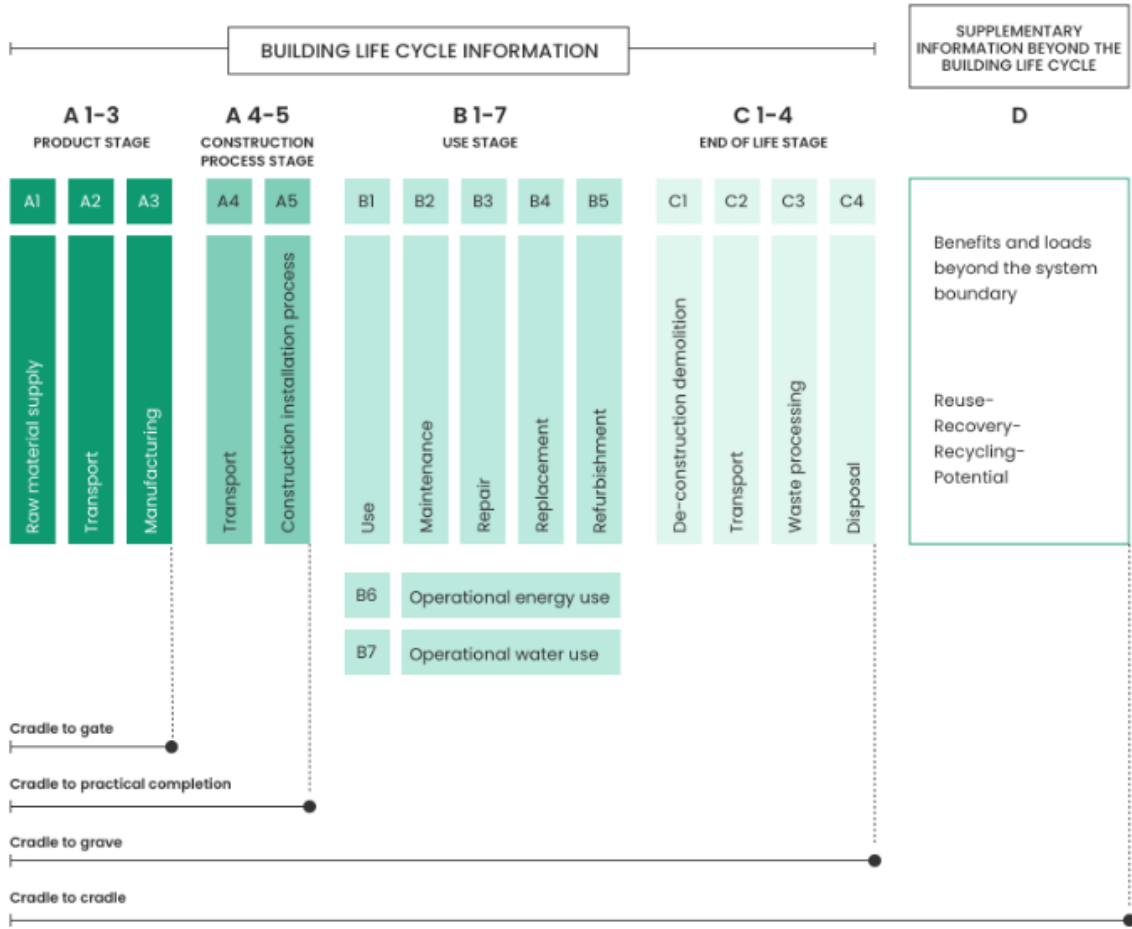 BUILDING LIFE CYCLE INFORMATION
SUPPLEMENTARY
INFORMATION BEYOND THE
BUILDING LIFE CYCLE
A 1-3
PRODUCT STAGE
A 4-5
CONSTRUCTION
PROCESS STAGE
B 1-7
USE STAGE
C 1-4
END OF LIFE STAGE
D
A1
A2
A3
A4
A5
B1
B2
B3
B4
B5
C1
C2
C3
C4
Raw material supply
Transport
Manufacturing
Transport
Construction installation process
Use
Maintenance
Repair
Replacement
Refurbishment
De-construction demolition
Transport
Waste processing
Disposal
Benefits and loads
beyond the system
boundary
Reuse-
Recovery-
Recycling-
Potential
B6
Operational energy use
B7
Operational water use
Cradle to gate
Cradle to practical completion
Cradle to grave
Cradle to cradle